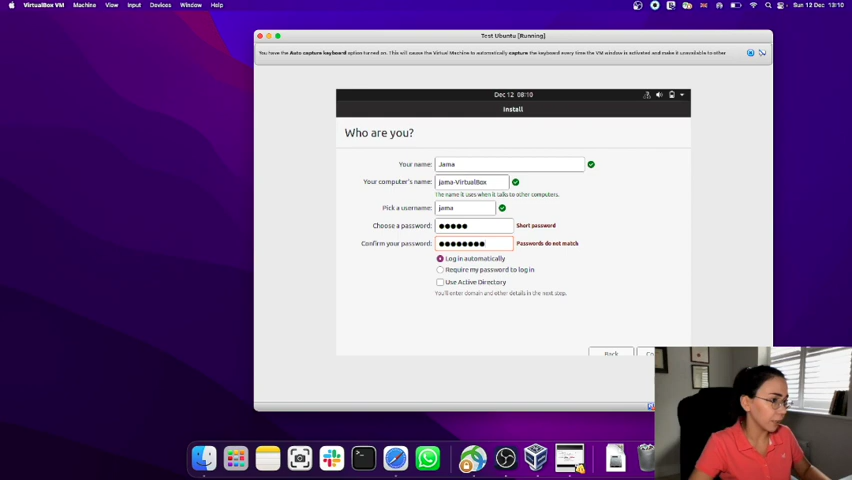 VirtualBox VM Machine View Input Devices Window Help Sun 12 Dec 13:10
Test Ubuntu [Running]
You have the Auto capture keyboard option turned on. This will cause the Virtual Machine to automatically capture the keyboard every time the VM window is activated and make it unavailable to other
Dec 12 08:10
Install
Who are you?
Your name: Jama
Your computer's name: jama-VirtualBox
The name it uses when it talks to other computers.
Pick a username: jama
Choose a password: ●●●●● Short password
Confirm your password: ●●●●●●●● Passwords do not match
Log in automatically
Require my password to log in
Use Active Directory
You'll enter domain and other details in the next step.
Back